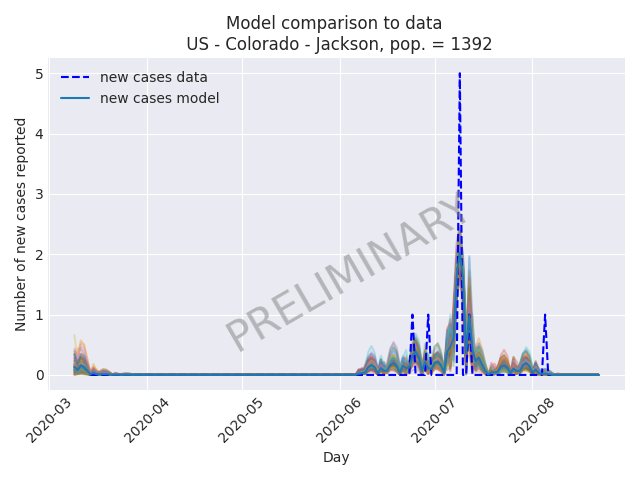 Model comparison to data
US - Colorado - Jackson, pop. = 1392
new cases data
new cases model
Number of new cases reported
5
4
3
2
1
0
PRELIMINARY
2020-03
2020-04
2020-05
2020-06
2020-07
2020-08
Day